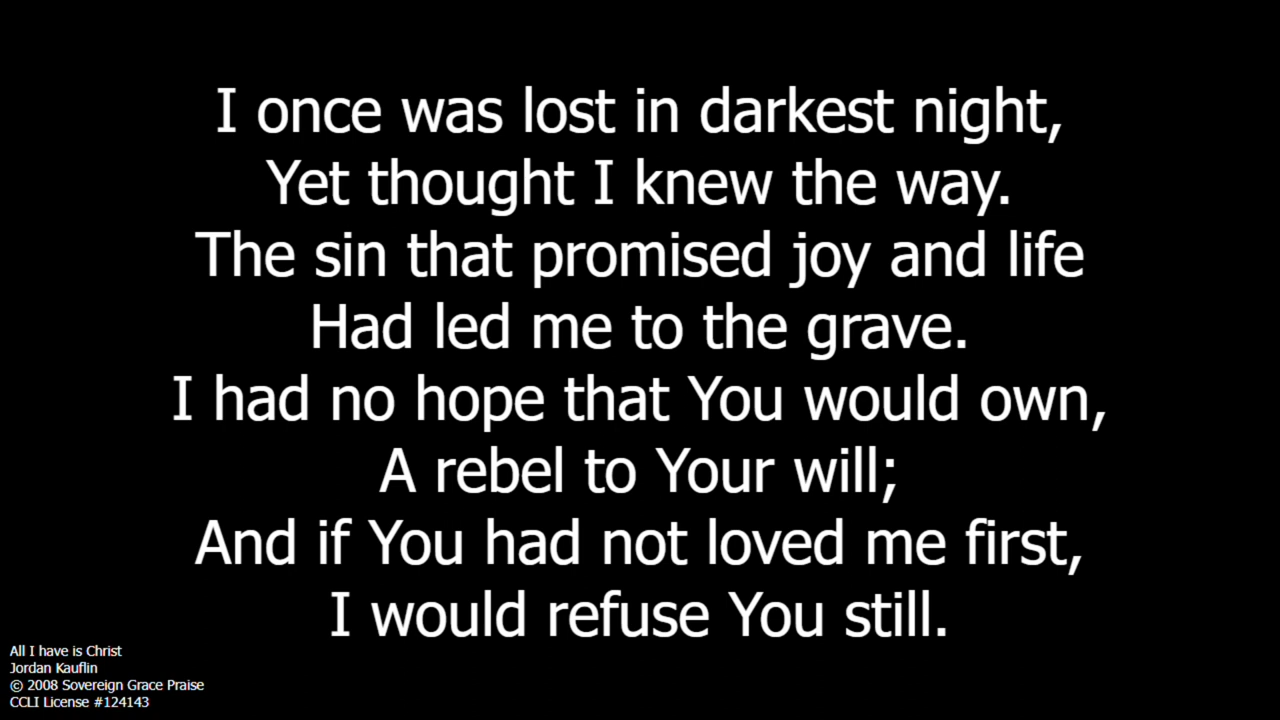 I once was lost in darkest night,
Yet thought I knew the way.
The sin that promised joy and life
Had led me to the grave.
I had no hope that You would own,
A rebel to Your will;
And if You had not loved me first,
I would refuse You still.
All I have is Christ
Jordan Kauflin
© 2008 Sovereign Grace Praise
CCLI License #124143